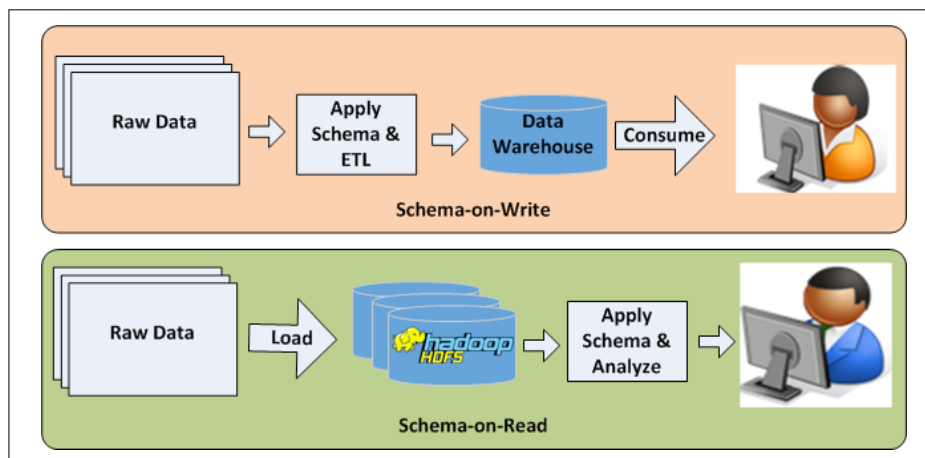 Raw Data
Apply
Schema &
ETL
Data
Warehouse
Consume
Schema-on-Write
Raw Data
Load
hadoop
HDFS
Apply
Schema &
Analyze
Schema-on-Read